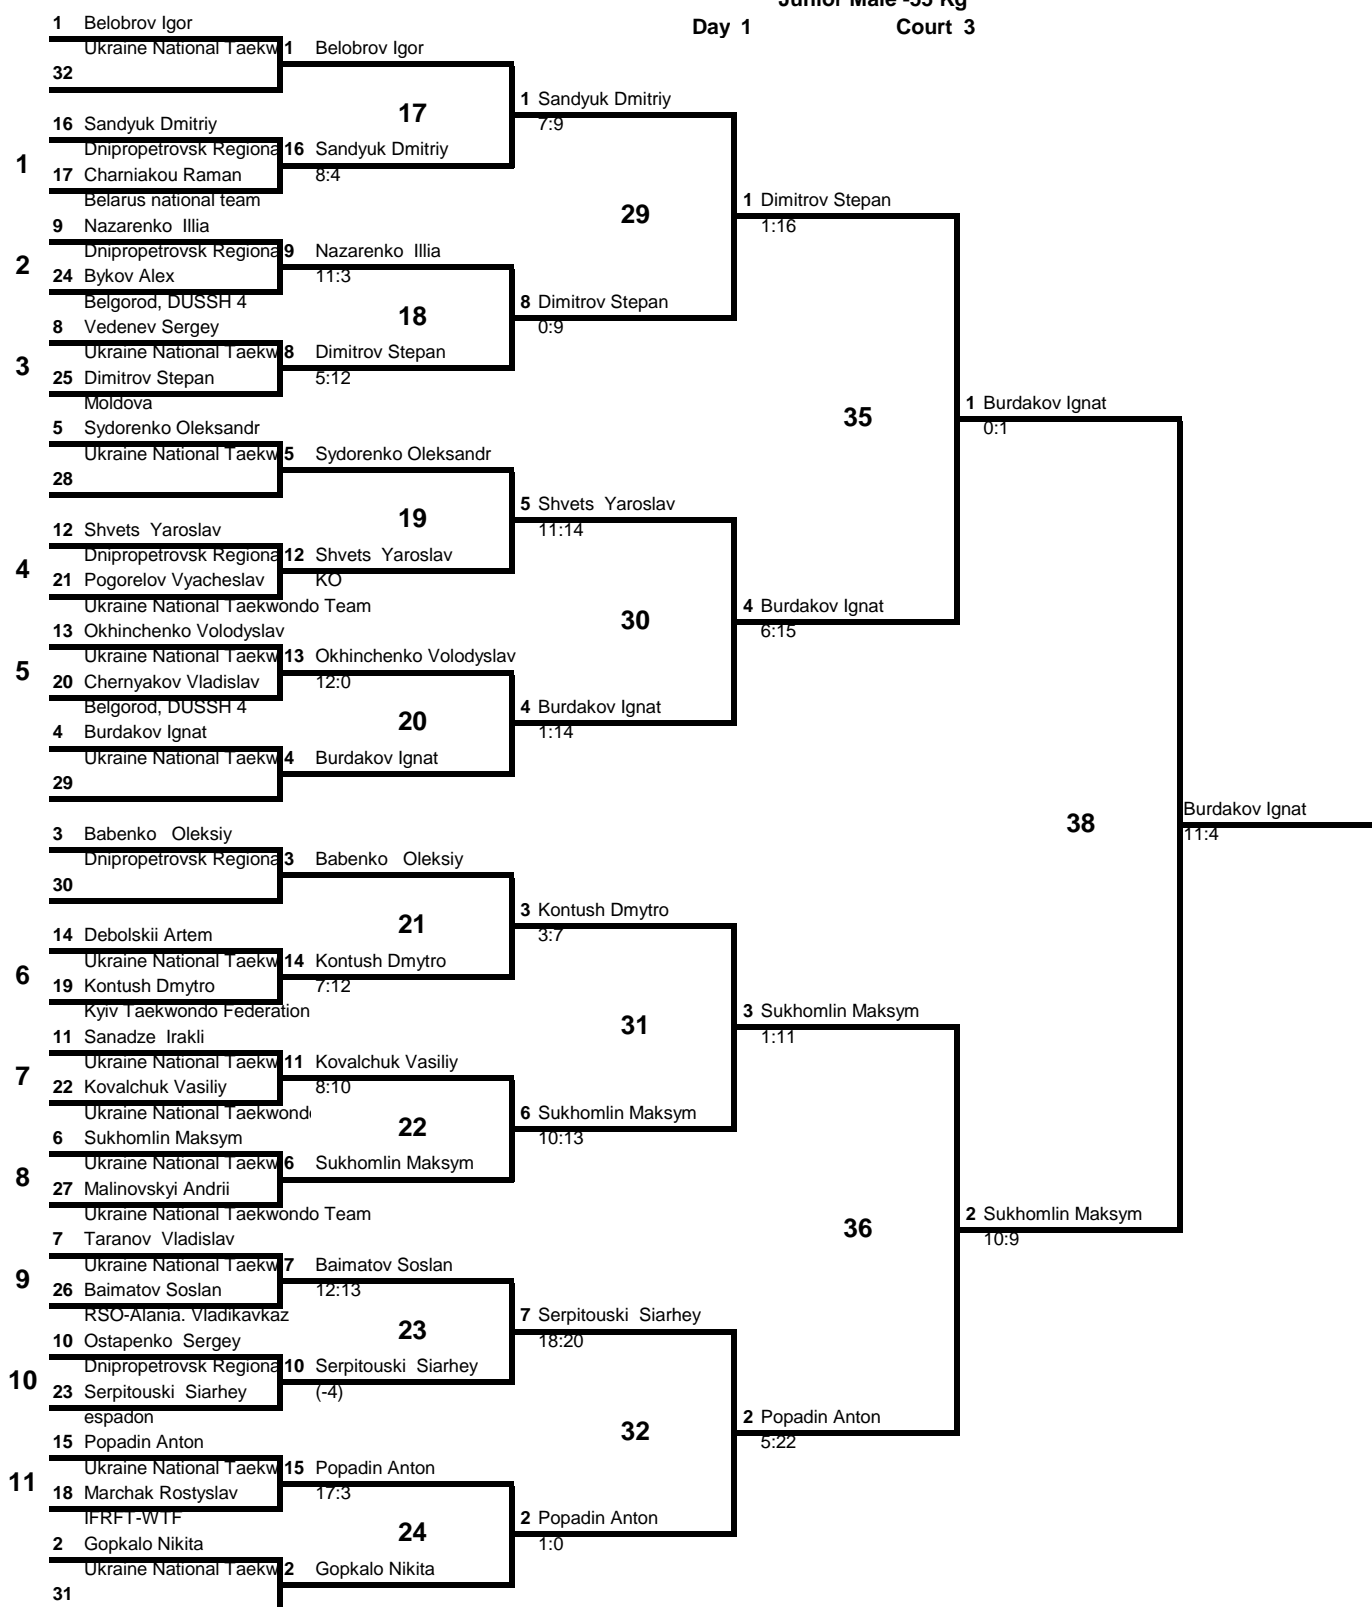 Junior Male -55 Kg
Day 1 Court 3
1 Belobrov Igor
Ukraine National Taekw 1 Belobrov Igor
32
17
1 Sandyuk Dmitriy
7:9
16 Sandyuk Dmitriy
Dnipropetrovsk Regiona 16 Sandyuk Dmitriy
1
17 Charniakou Raman
8:4
Belarus national team
29
1 Dimitrov Stepan
1:16
9 Nazarenko Illia
Dnipropetrovsk Regiona 9 Nazarenko Illia
2
24 Bykov Alex
11:3
Belgorod, DUSSH 4
18
8 Dimitrov Stepan
0:9
8 Vedenev Sergey
Ukraine National Taekw 8 Dimitrov Stepan
3
25 Dimitrov Stepan
5:12
Moldova
35
1 Burdakov Ignat
0:1
5 Sydorenko Oleksandr
Ukraine National Taekw 5 Sydorenko Oleksandr
28
19
5 Shvets Yaroslav
11:14
12 Shvets Yaroslav
Dnipropetrovsk Regiona 12 Shvets Yaroslav
4
21 Pogorelov Vyacheslav
KO
Ukraine National Taekwondo Team
30
4 Burdakov Ignat
6:15
13 Okhinchenko Volodyslav
Ukraine National Taekw 13 Okhinchenko Volodyslav
5
20 Chernyakov Vladislav
12:0
Belgorod, DUSSH 4
20
4 Burdakov Ignat
1:14
4 Burdakov Ignat
Ukraine National Taekw 4 Burdakov Ignat
29
38
Burdakov Ignat
11:4
3 Babenko Oleksiy
Dnipropetrovsk Regiona 3 Babenko Oleksiy
30
21
3 Kontush Dmytro
3:7
14 Debolskii Artem
Ukraine National Taekw 14 Kontush Dmytro
6
19 Kontush Dmytro
7:12
Kyiv Taekwondo Federation
31
3 Sukhomlin Maksym
1:11
11 Sanadze Irakli
Ukraine National Taekw 11 Kovalchuk Vasiliy
7
22 Kovalchuk Vasiliy
8:10
Ukraine National Taekwond
22
6 Sukhomlin Maksym
10:13
6 Sukhomlin Maksym
Ukraine National Taekw 6 Sukhomlin Maksym
8
27 Malinovskyi Andrii
Ukraine National Taekwondo Team
36
2 Sukhomlin Maksym
10:9
7 Taranov Vladislav
Ukraine National Taekw 7 Baimatov Soslan
9
26 Baimatov Soslan
12:13
RSO-Alania. Vladikavkaz
23
7 Serpitouski Siarhey
18:20
10 Ostapenko Sergey
Dnipropetrovsk Regiona 10 Serpitouski Siarhey
10
23 Serpitouski Siarhey
(-4)
espadon
32
2 Popadin Anton
5:22
15 Popadin Anton
Ukraine National Taekw 15 Popadin Anton
11
18 Marchak Rostyslav
17:3
IFRFT-WTF
24
2 Popadin Anton
1:0
2 Gopkalo Nikita
Ukraine National Taekw 2 Gopkalo Nikita
31